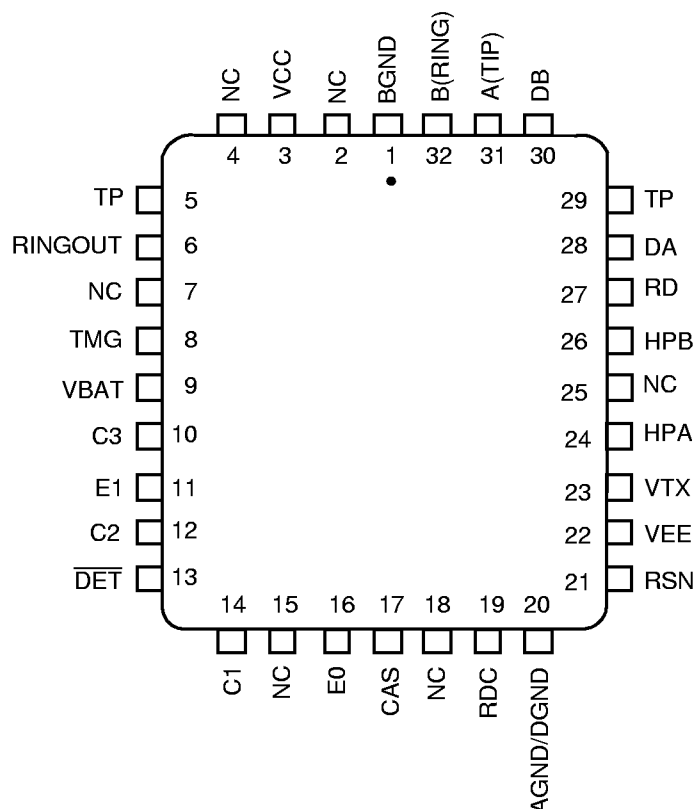 NC VCC NC BGND B(RING) A(TIP) DB
4 3 2 1 32 31 30
TP 5 29 TP
RINGOUT 6 28 DA
NC 7 27 RD
TMG 8 26 HPB
VBAT 9 25 NC
C3 10 24 HPA
E1 11 23 VTX
C2 12 22 VEE
D̅E̅T̅ 13 21 RSN
14 15 16 17 18 19 20
C1 NC E0 CAS NC RDC AGND/DGND